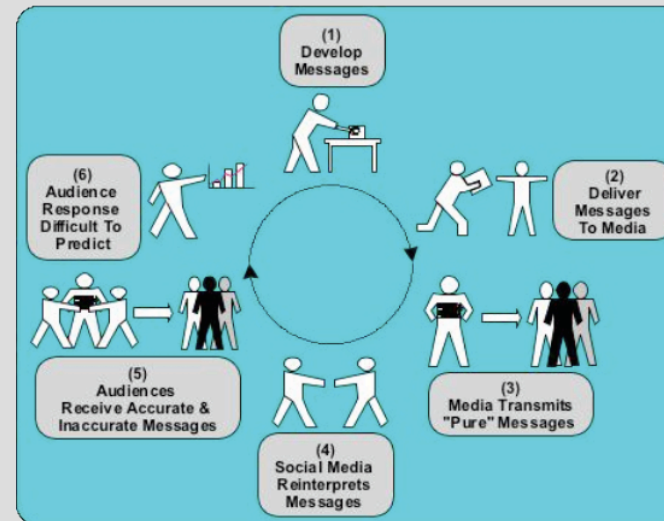 (1)
Develop
Messages
(2)
Deliver
Messages
To Media
(3)
Media Transmits
"Pure" Messages
(4)
Social Media
Reinterprets
Messages
(5)
Audiences
Receive Accurate &
Inaccurate Messages
(6)
Audience
Response
Difficult To
Predict